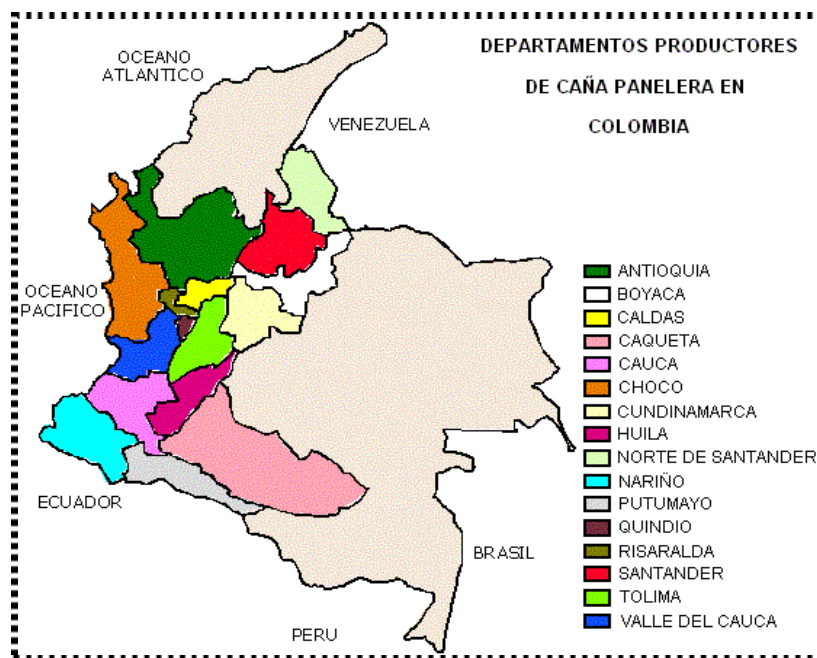 DEPARTAMENTOS PRODUCTORES
DE CAÑA PANELERA EN
COLOMBIA
OCEANO
ATLANTICO
VENEZUELA
OCEANO
PACIFICO
ECUADOR
BRASIL
PERU
ANTIOQUIA
BOYACA
CALDAS
CAQUETA
CAUCA
CHOCO
CUNDINAMARCA
HUILA
NORTE DE SANTANDER
NARIÑO
PUTUMAYO
QUINDIO
RISARALDA
SANTANDER
TOLIMA
VALLE DEL CAUCA